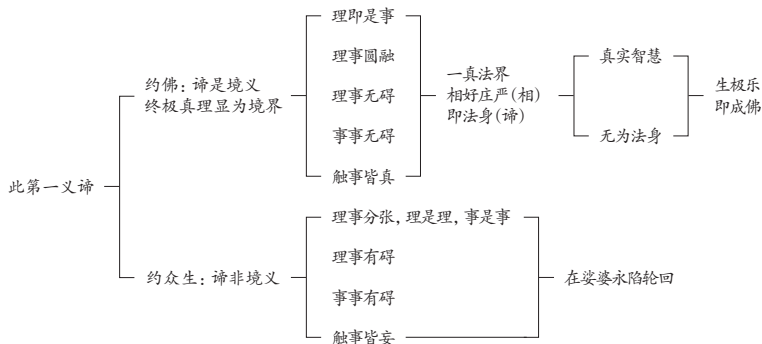 此第一义谛
约佛：谛是境义
终极真理显为境界
理即是事
理事圆融
理事无碍
事事无碍
触事皆真
一真法界
相好庄严（相）
即法身（谛）
真实智慧
无为法身
生极乐
即成佛
约众生：谛非境义
理事分张，理是理，事是事
理事有碍
事事有碍
触事皆妄
在娑婆永陷轮回